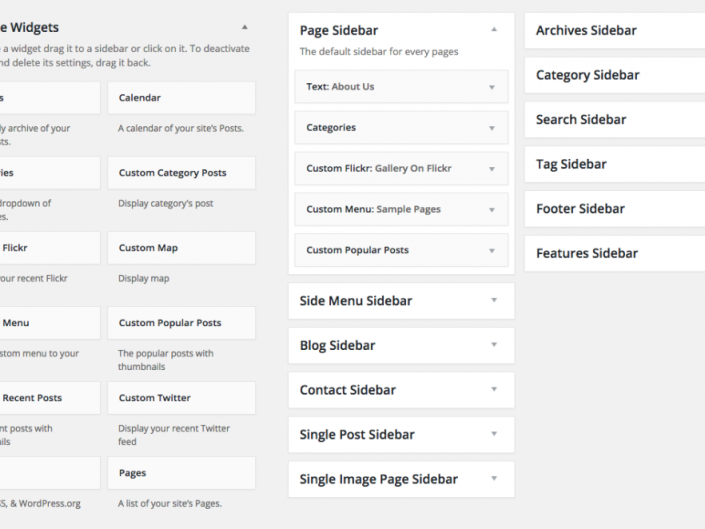 e Widgets
e a widget drag it to a sidebar or click on it. To deactivate
nd delete its settings, drag it back.
s
Calendar
ly archive of your
sts.
A calendar of your site's Posts.
ies
Custom Category Posts
dropdown of
es.
Display category's post
Flickr
Custom Map
our recent Flickr
Display map
Menu
Custom Popular Posts
stom menu to your
The popular posts with
thumbnails
Recent Posts
Custom Twitter
nt posts with
ails
Display your recent Twitter
feed
Pages
SS, & WordPress.org
A list of your site's Pages.
Page Sidebar
The default sidebar for every pages
Text: About Us
Categories
Custom Flickr: Gallery On Flickr
Custom Menu: Sample Pages
Custom Popular Posts
Side Menu Sidebar
Blog Sidebar
Contact Sidebar
Single Post Sidebar
Single Image Page Sidebar
Archives Sidebar
Category Sidebar
Search Sidebar
Tag Sidebar
Footer Sidebar
Features Sidebar